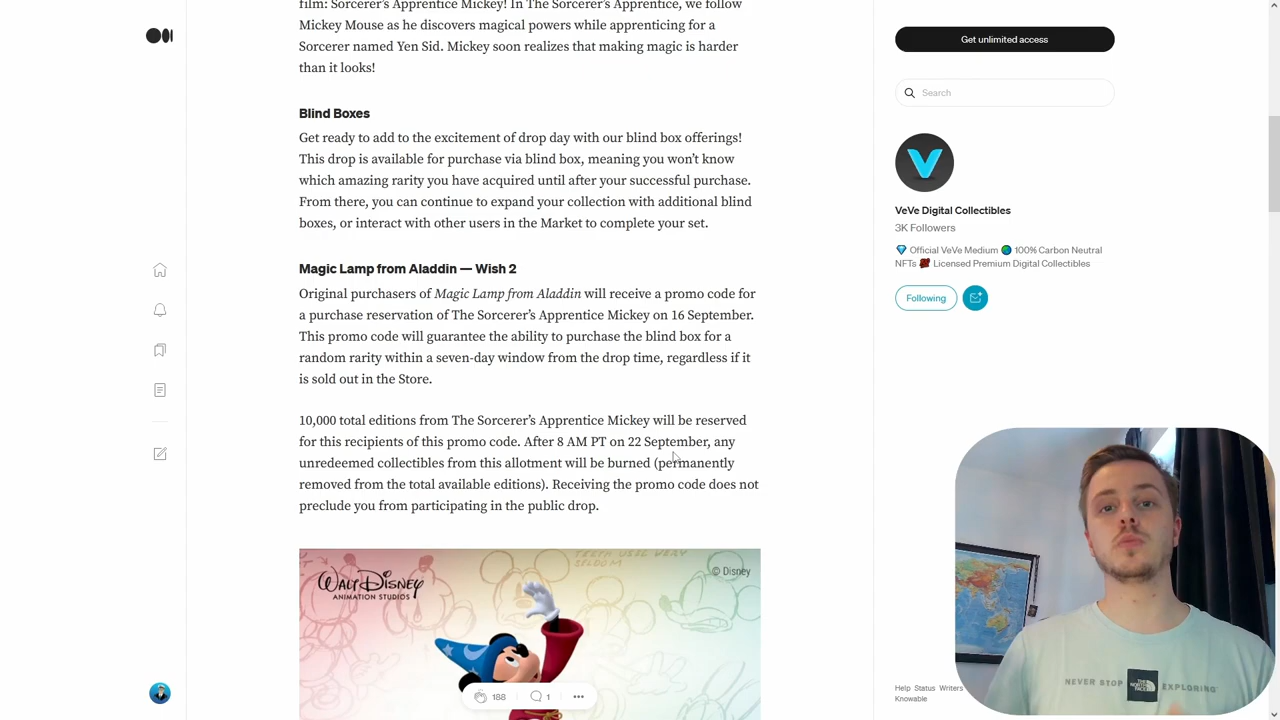 film: Sorcerer's Apprentice Mickey! In The Sorcerer's Apprentice, we follow
Mickey Mouse as he discovers magical powers while apprenticing for a
Sorcerer named Yen Sid. Mickey soon realizes that making magic is harder
than it looks!
Blind Boxes
Get ready to add to the excitement of drop day with our blind box offerings!
This drop is available for purchase via blind box, meaning you won't know
which amazing rarity you have acquired until after your successful purchase.
From there, you can continue to expand your collection with additional blind
boxes, or interact with other users in the Market to complete your set.
Magic Lamp from Aladdin — Wish 2
Original purchasers of Magic Lamp from Aladdin will receive a promo code for
a purchase reservation of The Sorcerer's Apprentice Mickey on 16 September.
This promo code will guarantee the ability to purchase the blind box for a
random rarity within a seven-day window from the drop time, regardless if it
is sold out in the Store.
10,000 total editions from The Sorcerer's Apprentice Mickey will be reserved
for this recipients of this promo code. After 8 AM PT on 22 September, any
unredeemed collectibles from this allotment will be burned (permanently
removed from the total available editions). Receiving the promo code does not
preclude you from participating in the public drop.
WALT DISNEY
ANIMATION STUDIOS
© Disney
188
1
Get unlimited access
Search
VeVe Digital Collectibles
3K Followers
Official VeVe Medium 100% Carbon Neutral
NFTs Licensed Premium Digital Collectibles
Following
Help Status Writers
Knowable
NEVER STOP THE NORTH FACE EXPLORING